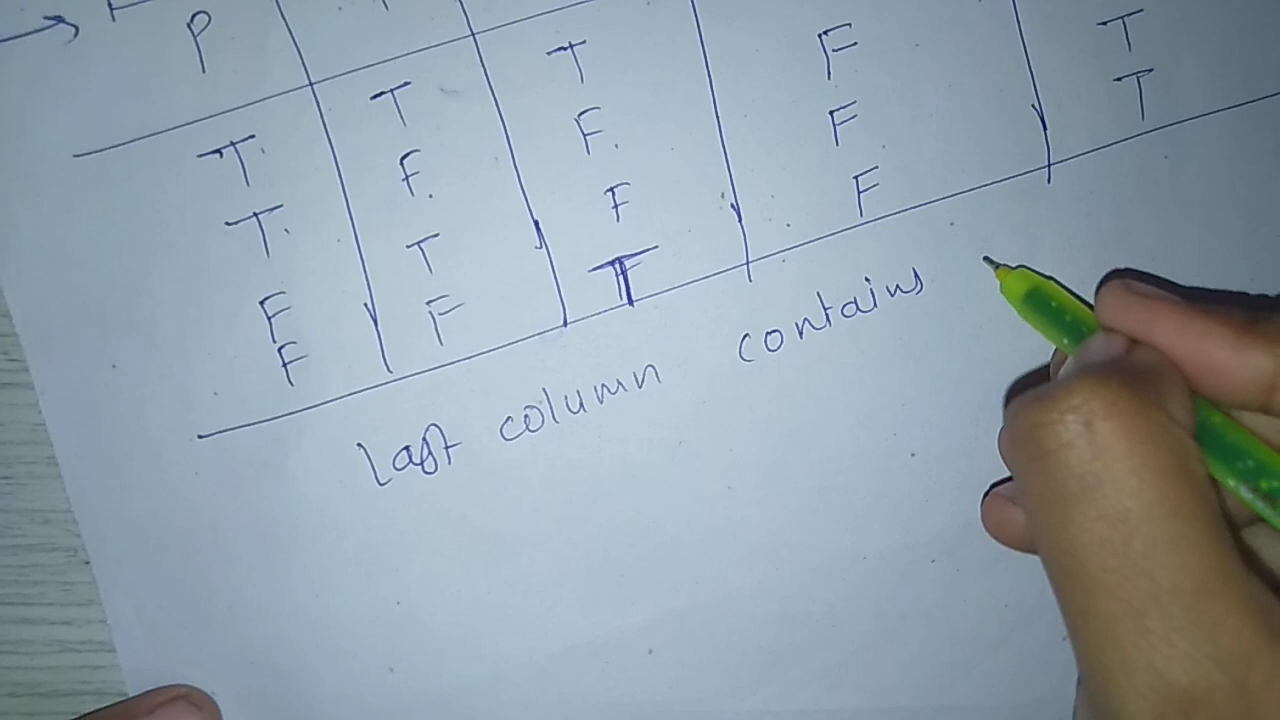 P
T T T
T F F F
F T F F T
F F T F T
Last column contains